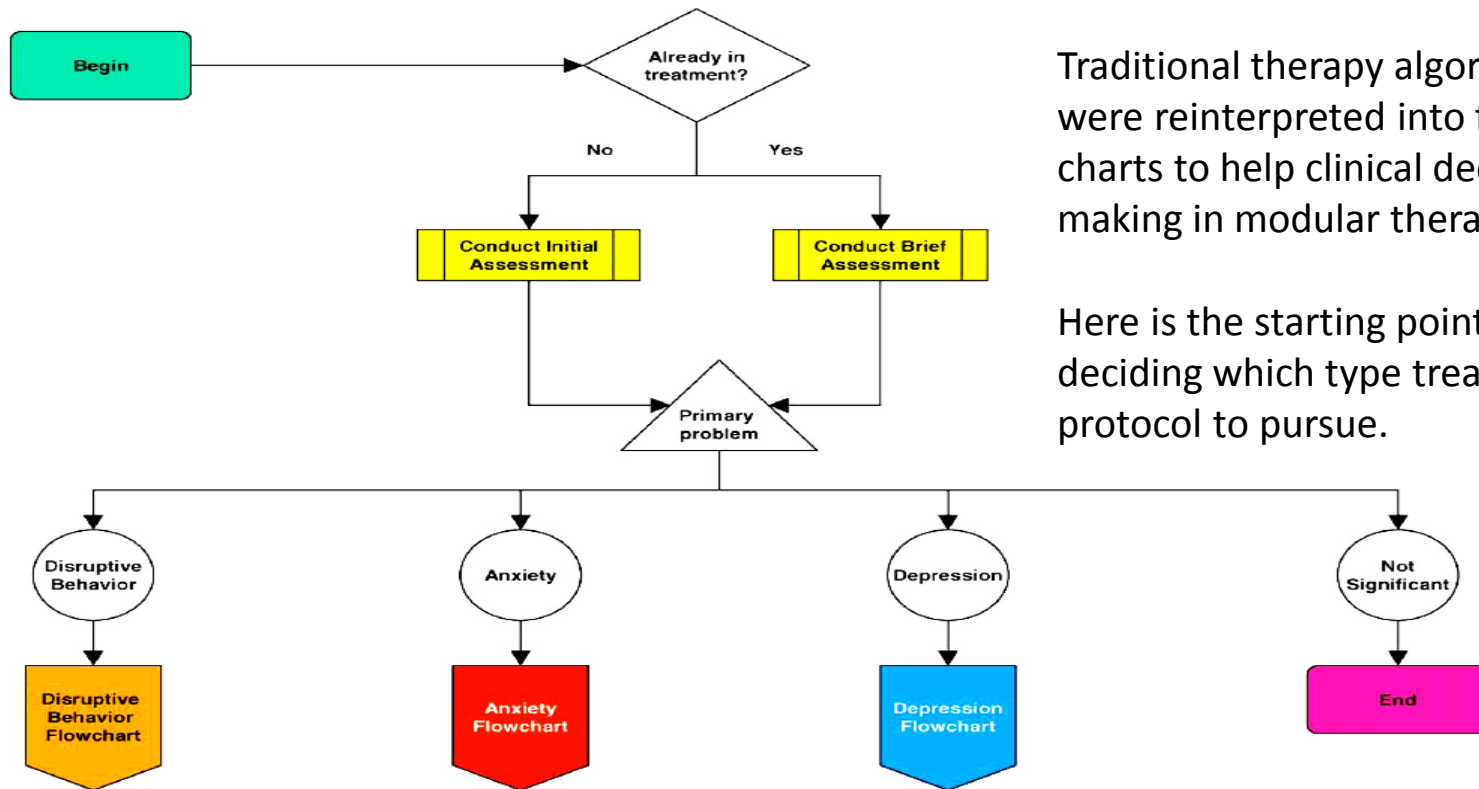 Begin
Already in
treatment?
Traditional therapy algor
were reinterpreted into
charts to help clinical dec
making in modular thera
Here is the starting point
deciding which type trea
protocol to pursue.
No
Yes
Conduct Initial
Assessment
Conduct Brief
Assessment
Primary
problem
Disruptive
Behavior
Anxiety
Depression
Not
Significant
Disruptive
Behavior
Flowchart
Anxiety
Flowchart
Depression
Flowchart
End